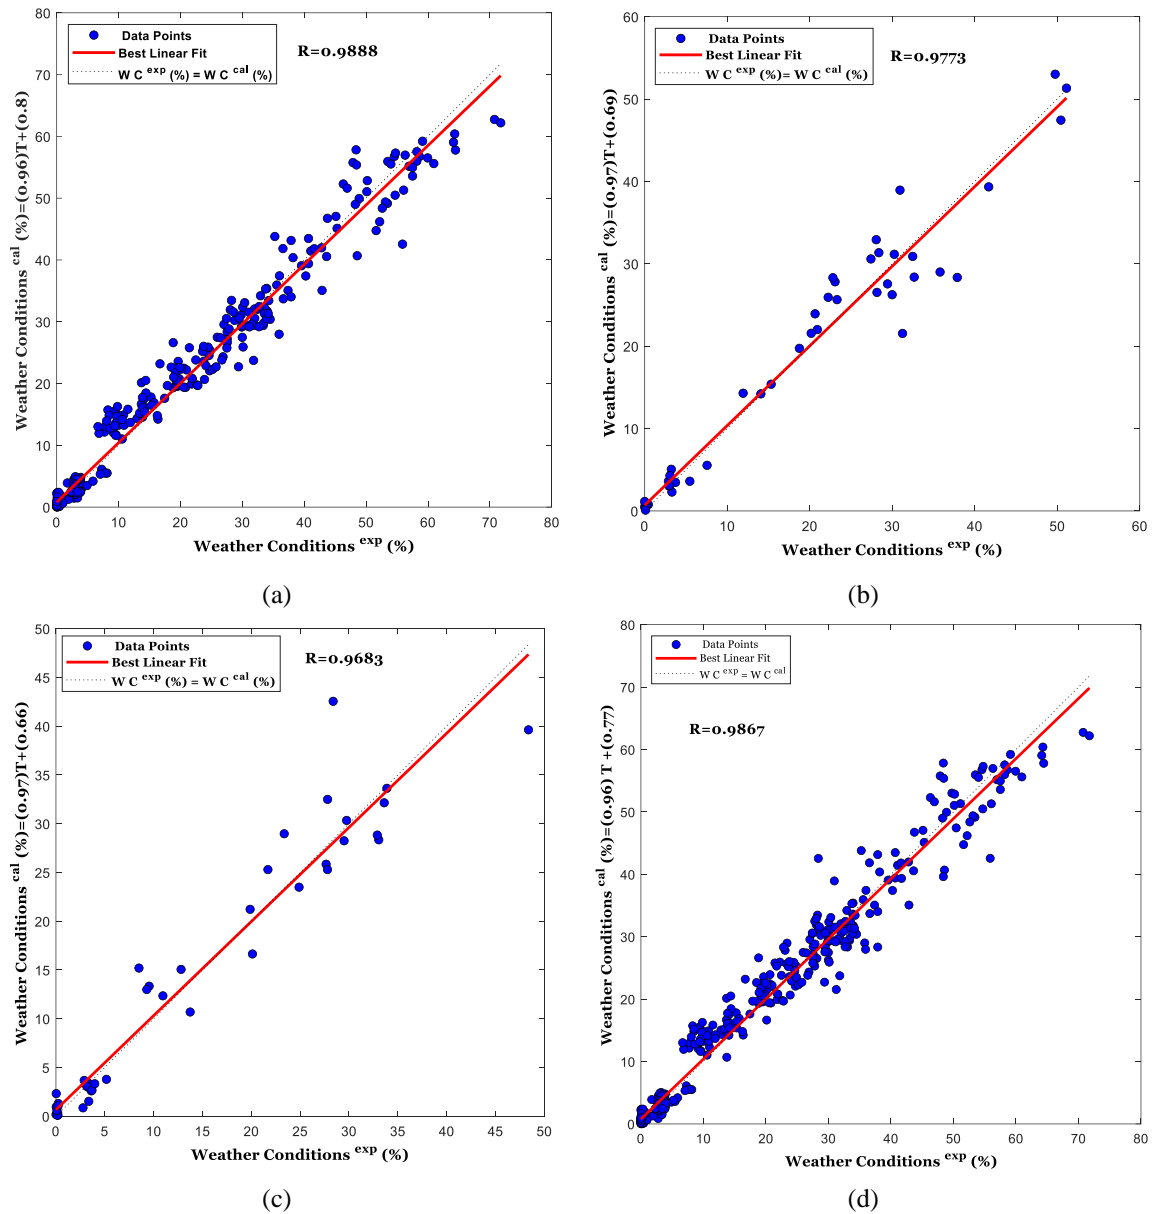 Data Points
Best Linear Fit
W C exp (%) = W C cal (%)
R=0.9888
Weather Conditions cal (%)=(0.96)T+(0.8)
80
70
60
50
40
30
20
10
0
0 10 20 30 40 50 60 70 80
Weather Conditions exp (%)
(a)
Data Points
Best Linear Fit
W C exp (%)= W C cal (%)
R=0.9773
Weather Conditions cal (%)=(0.97)T+(0.69)
60
50
40
30
20
10
0
0 10 20 30 40 50 60
Weather Conditions exp (%)
(b)
Data Points
Best Linear Fit
W C exp (%) = W C cal (%)
R=0.9683
Weather Conditions cal (%)=(0.97)T+(0.66)
50
45
40
35
30
25
20
15
10
5
0
0 5 10 15 20 25 30 35 40 45 50
Weather Conditions exp (%)
(c)
Data Points
Best Linear Fit
W C exp = W C cal
R=0.9867
Weather Conditions cal (%)=(0.96) T +(0.77)
80
70
60
50
40
30
20
10
0
0 10 20 30 40 50 60 70 80
Weather Conditions exp (%)
(d)